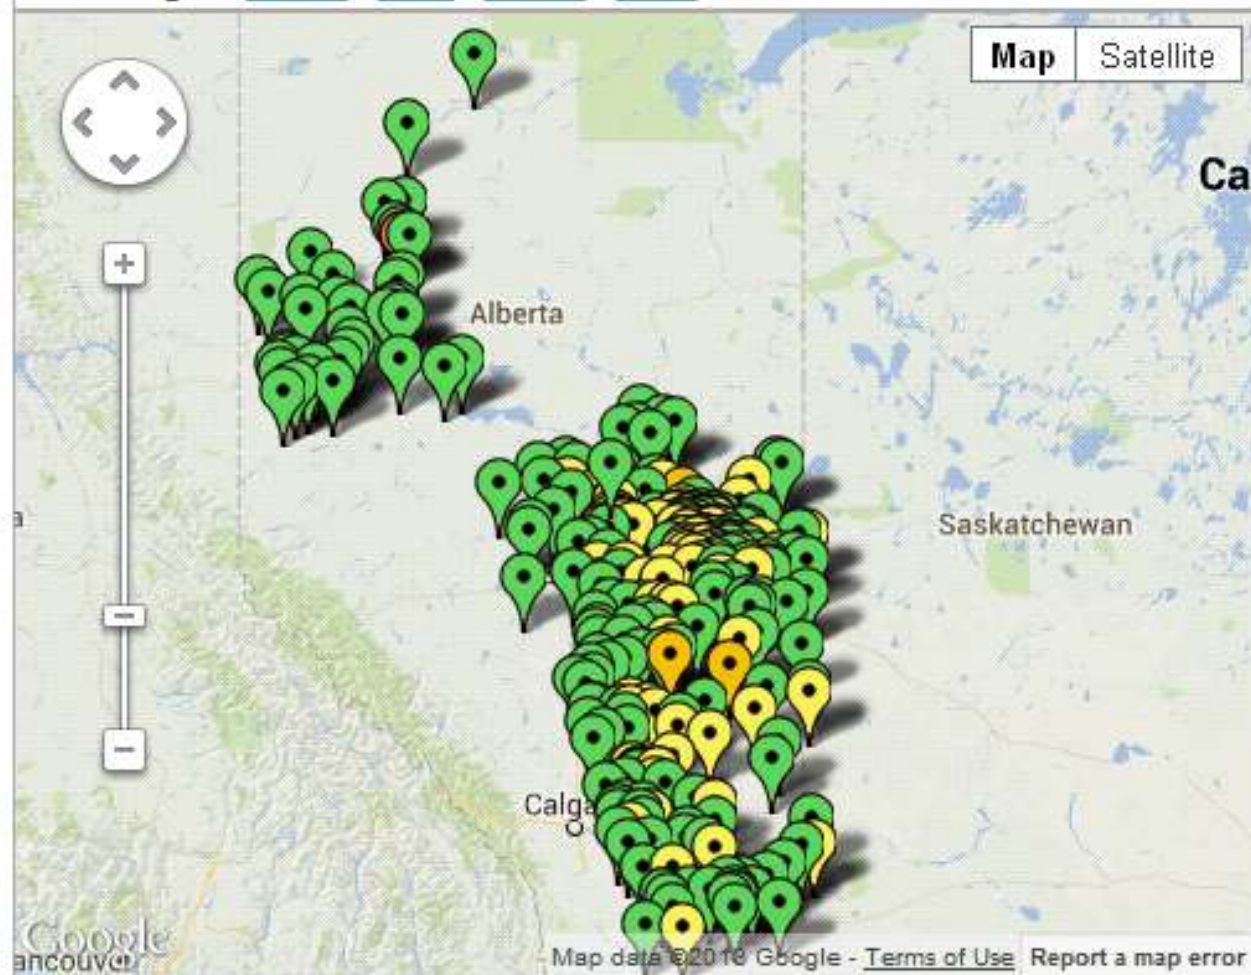 Map Satellite
Ca
Alberta
Saskatchewan
Calga
Google
ancouver
Map data ©2013 Google - Terms of Use Report a map error